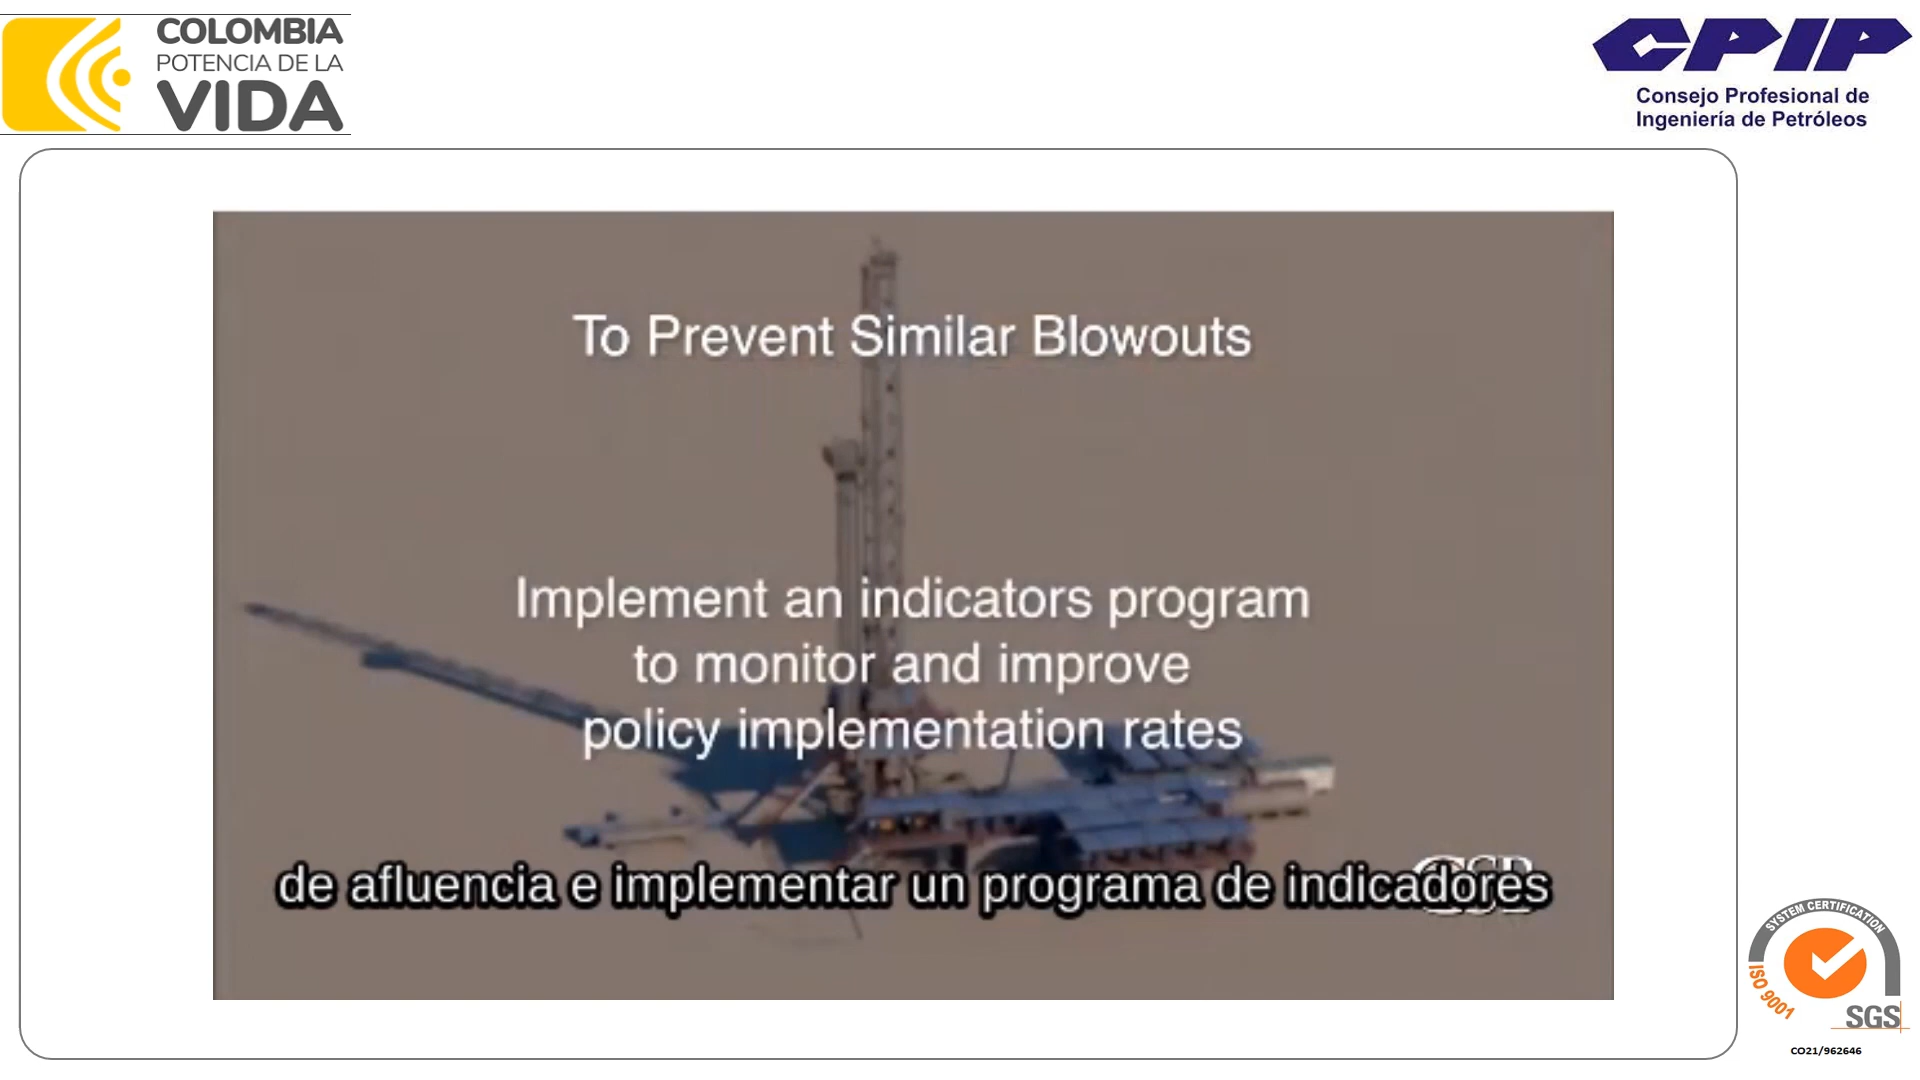 COLOMBIA
POTENCIA DE LA
VIDA
CPIP
Consejo Profesional de
Ingeniería de Petróleos
To Prevent Similar Blowouts
Implement an indicators program
to monitor and improve
policy implementation rates
de afluencia e implementar un programa de indicadores
SYSTEM CERTIFICATION
ISO 9001
SGS
CO21/962646